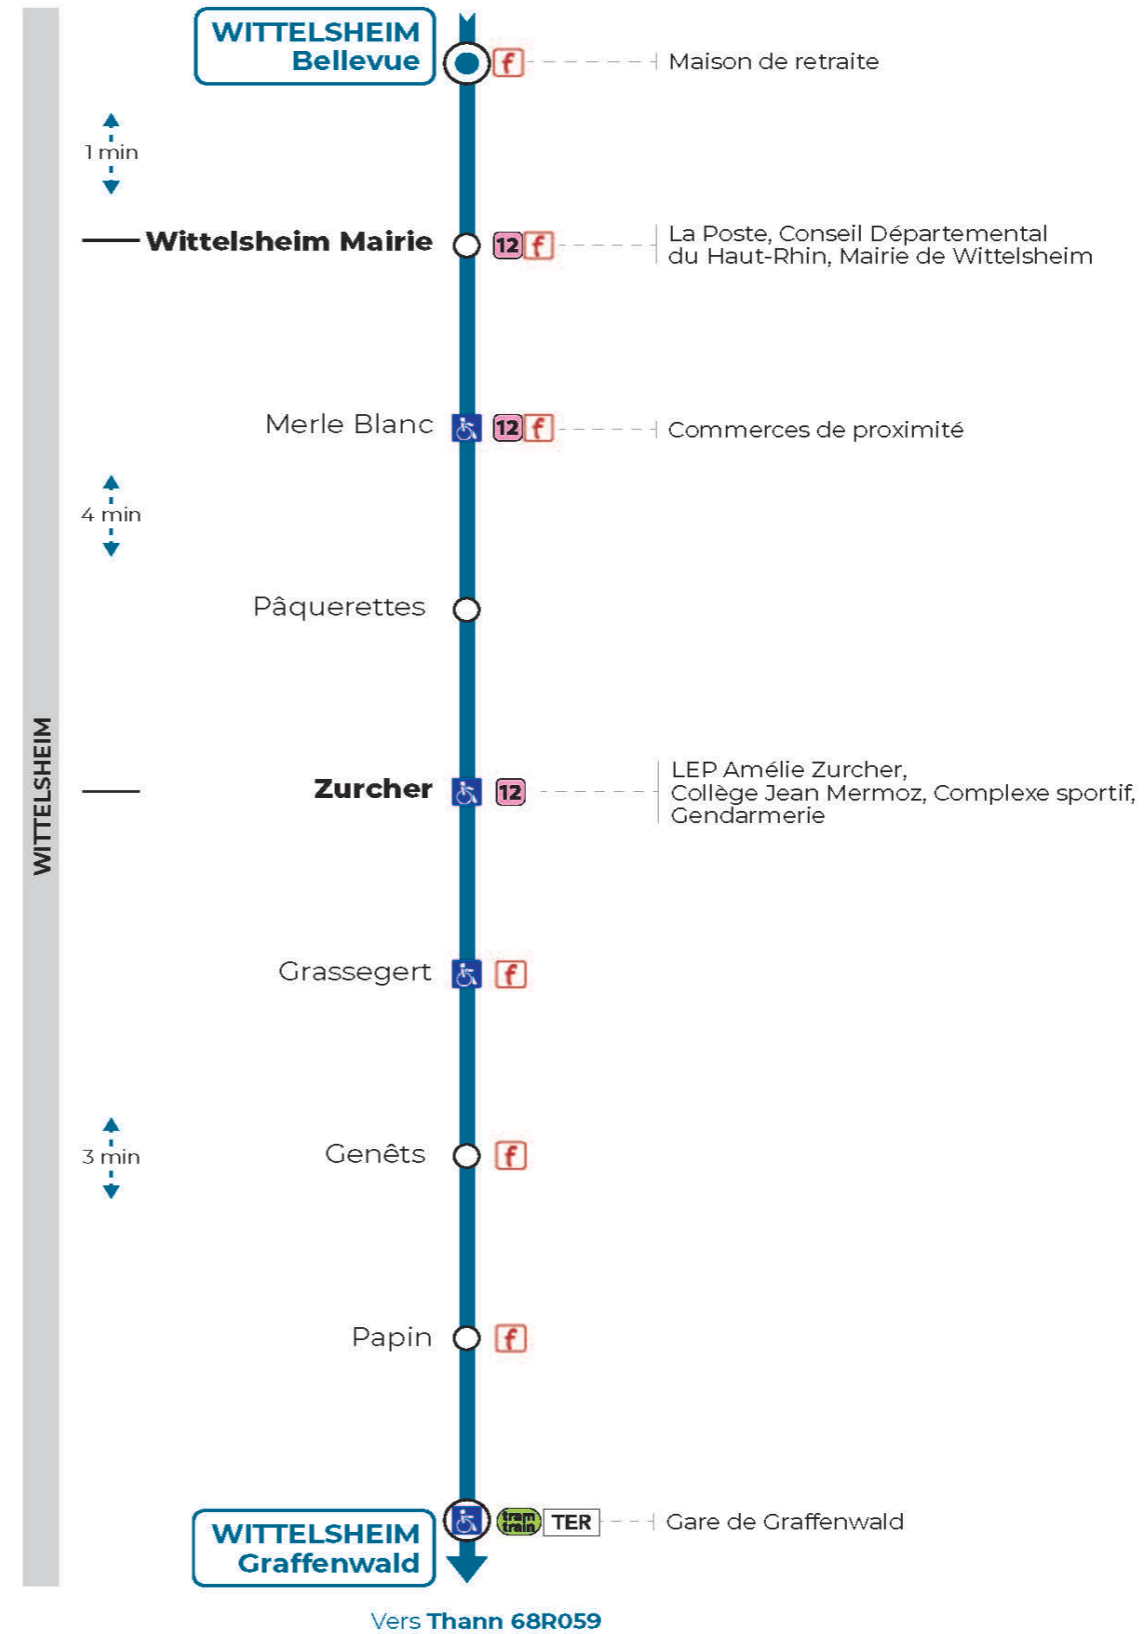 WITTELSHEIM
Bellevue
f
Maison de retraite
1 min
Wittelsheim Mairie
12 f
La Poste, Conseil Départemental
du Haut-Rhin, Mairie de Wittelsheim
Merle Blanc
12 f
Commerces de proximité
4 min
Pâquerettes
WITTELSHEIM
Zurcher
12
LEP Amélie Zurcher,
Collège Jean Mermoz, Complexe sportif,
Gendarmerie
Grassegert
f
3 min
Genêts
f
Papin
f
WITTELSHEIM
Graffenwald
tram
train
TER
Gare de Graffenwald
Vers Thann 68R059